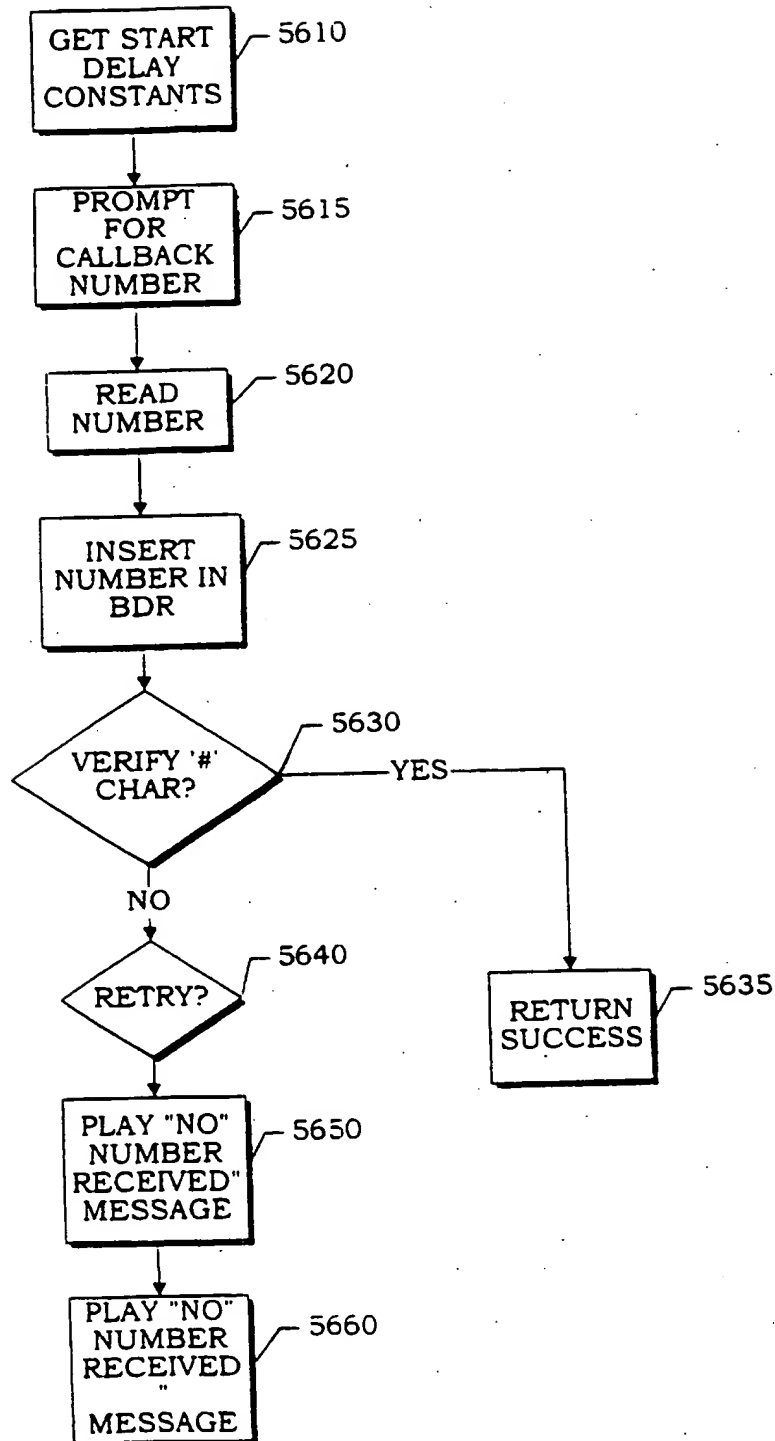 GET START
DELAY
CONSTANTS
5610
PROMPT
FOR
CALLBACK
NUMBER
5615
READ
NUMBER
5620
INSERT
NUMBER IN
BDR
5625
VERIFY '#'
CHAR?
5630
YES
NO
RETRY?
5640
RETURN
SUCCESS
5635
PLAY "NO"
NUMBER
RECEIVED"
MESSAGE
5650
PLAY "NO"
NUMBER
RECEIVED
"
MESSAGE
5660